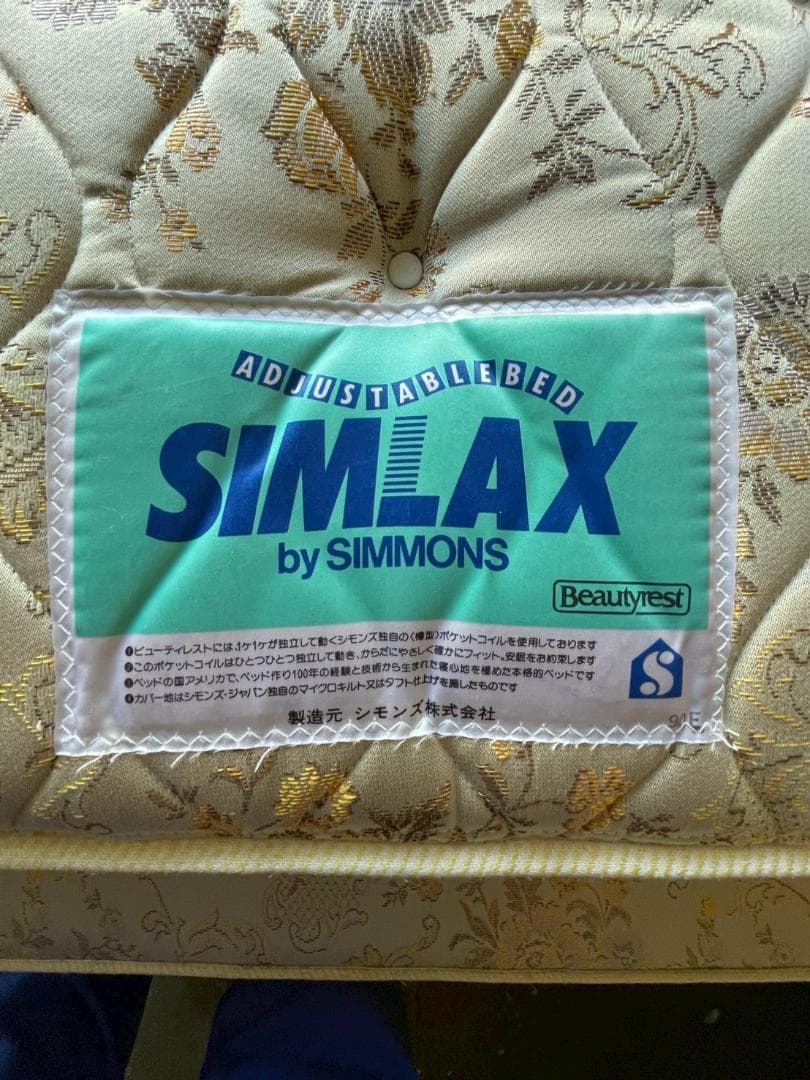 ADJUSTABLEBED
SIMLAX
by SIMMONS
Beautyrest
❶ビューティレストには、1ヶ1ヶが独立して動くシモンズ独自の〈樽型〉ポケットコイルを使用しております
❷このポケットコイルはひとつひとつ独立して動き、からだにやさしく確かにフィット。安眠をお約束します
❸ベッドの国アメリカで、ベッド作り100年の経験と技術から生まれた寝心地を極めた本格的ベッドです
❹カバー地はシモンズ・ジャパン独自のマイクロキルト又はタフト仕上げを施したものです
S
製造元 シモンズ株式会社